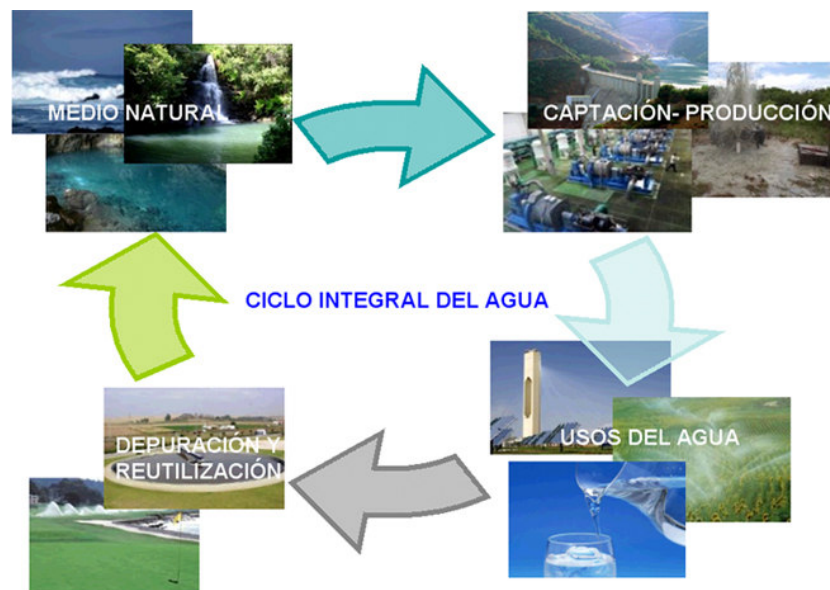 MEDIO NATURAL
CAPTACIÓN- PRODUCCIÓN
CICLO INTEGRAL DEL AGUA
USOS DEL AGUA
DEPURACIÓN Y
REUTILIZACIÓN